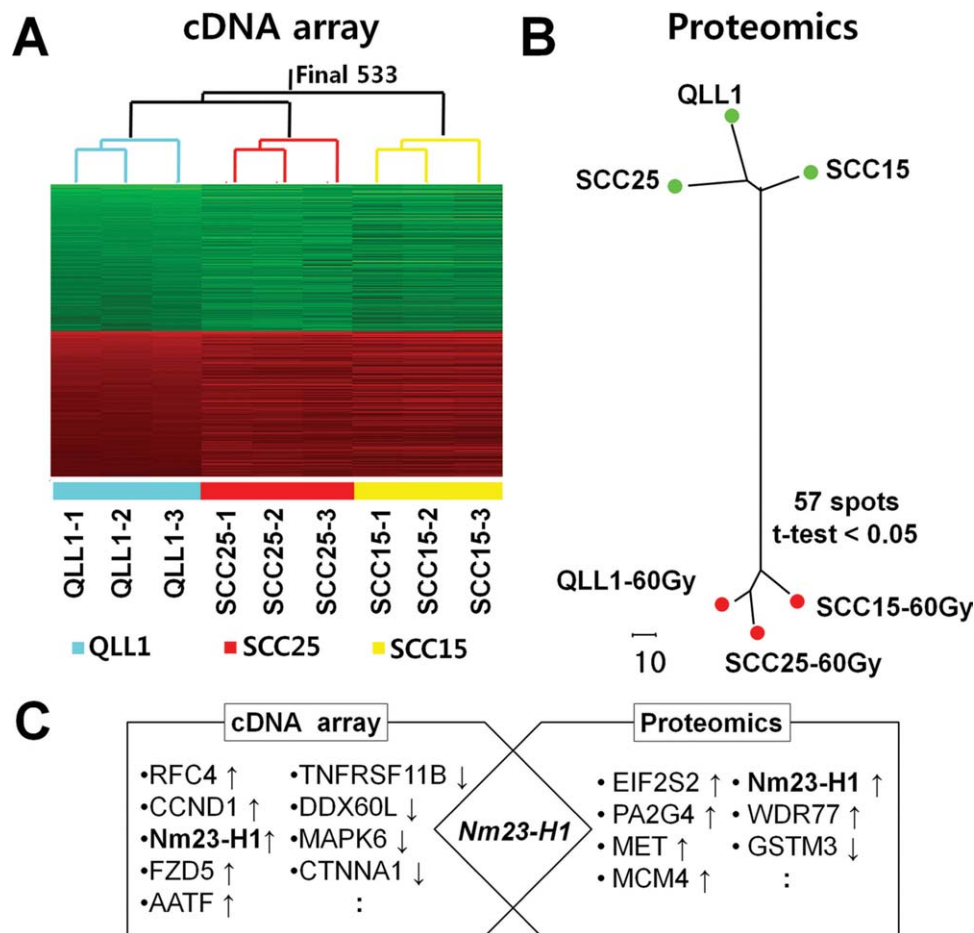 A
cDNA array
Final 533
QLL1-1
QLL1-2
QLL1-3
SCC25-1
SCC25-2
SCC25-3
SCC15-1
SCC15-2
SCC15-3
QLL1 SCC25 SCC15
B
Proteomics
QLL1
SCC25
SCC15
57 spots
t-test < 0.05
QLL1-60Gy
SCC15-60Gy
SCC25-60Gy
10
C
cDNA array
•RFC4 ↑
•CCND1 ↑
•Nm23-H1↑
•FZD5 ↑
•AATF ↑
•TNFRSF11B ↓
•DDX60L ↓
•MAPK6 ↓
•CTNNA1 ↓
:
Nm23-H1
Proteomics
• EIF2S2 ↑
• PA2G4 ↑
• MET ↑
• MCM4 ↑
• Nm23-H1 ↑
• WDR77 ↑
• GSTM3 ↓
: